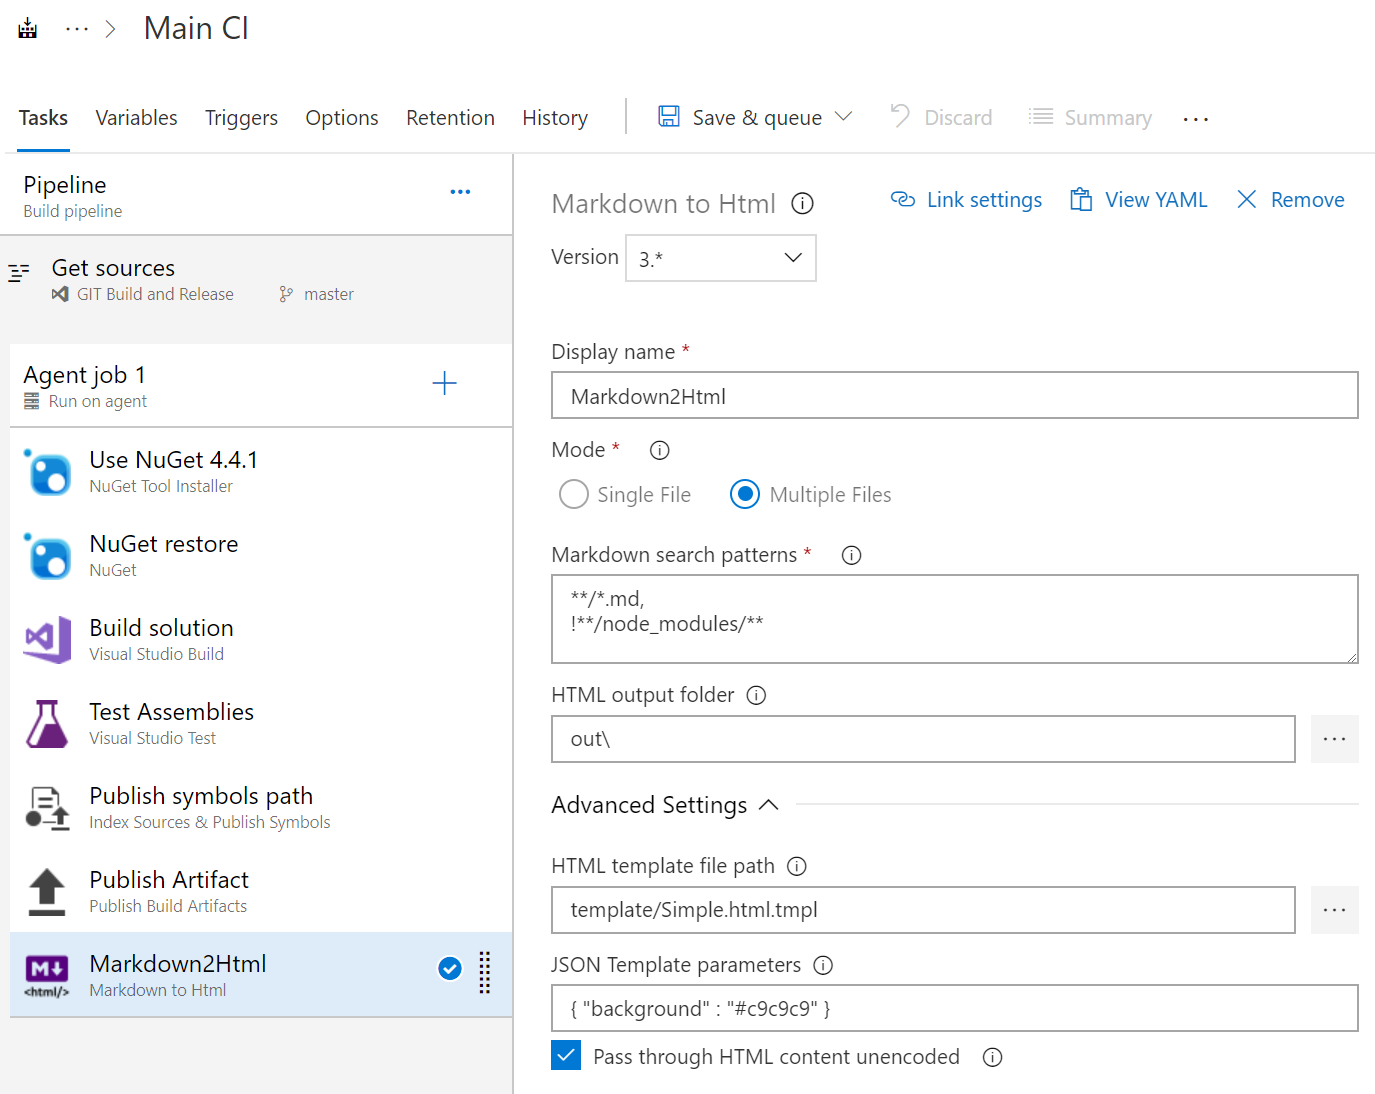 ··· > Main CI
Tasks Variables Triggers Options Retention History Save & queue Discard Summary ···
Pipeline
Build pipeline
Get sources
GIT Build and Release master
Agent job 1
Run on agent
Use NuGet 4.4.1
NuGet Tool Installer
NuGet restore
NuGet
Build solution
Visual Studio Build
Test Assemblies
Visual Studio Test
Publish symbols path
Index Sources & Publish Symbols
Publish Artifact
Publish Build Artifacts
M↓
<html/>
Markdown2Html
Markdown to Html
Markdown to Html
Link settings View YAML Remove
Version 3.*
Display name *
Markdown2Html
Mode *
Single File Multiple Files
Markdown search patterns *
**/*.md,
!**/node_modules/**
HTML output folder
out\
Advanced Settings
HTML template file path
template/Simple.html.tmpl
JSON Template parameters
{ "background" : "#c9c9c9" }
Pass through HTML content unencoded